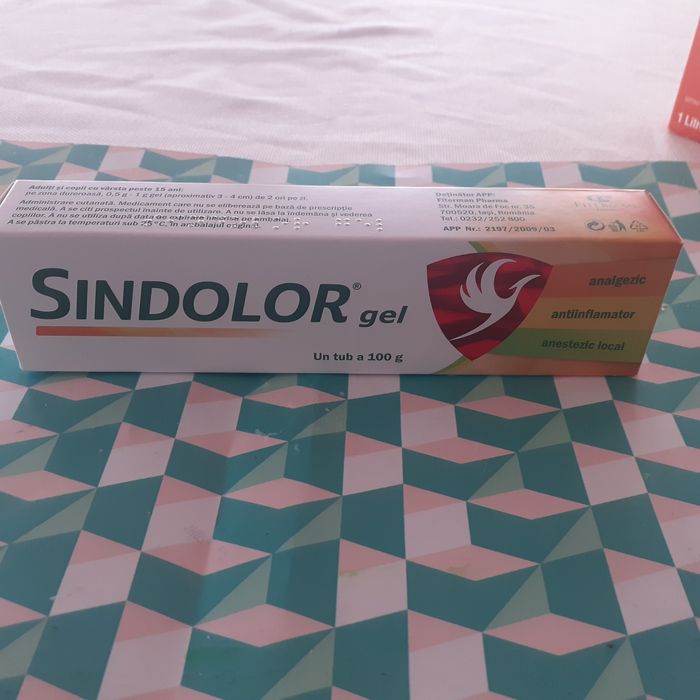 Adulți și copii cu vârsta peste 15 ani:
pe zona dureroasă, 0,5 g - 1 g gel (aproximativ 3 - 4 cm) de 2 ori pe zi.
Administrare cutanată. Medicament care nu se eliberează pe bază de prescripție
medicală. A se citi prospectul înainte de utilizare. A nu se lăsa la îndemâna și vederea
copiilor. A nu se utiliza după data de expirare înscrisă pe ambalaj.
A se păstra la temperaturi sub 25°C, în ambalajul original.
Deținător APP:
Fiterman Pharma
Str. Moara de Foc nr. 35
700520, Iași, România
Tel.: 0232/252 800
APP Nr.: 2197/2009/03
FITERMAN
SINDOLOR® gel
Un tub a 100 g
analgezic
antiinflamator
anestezic local
1 Lit